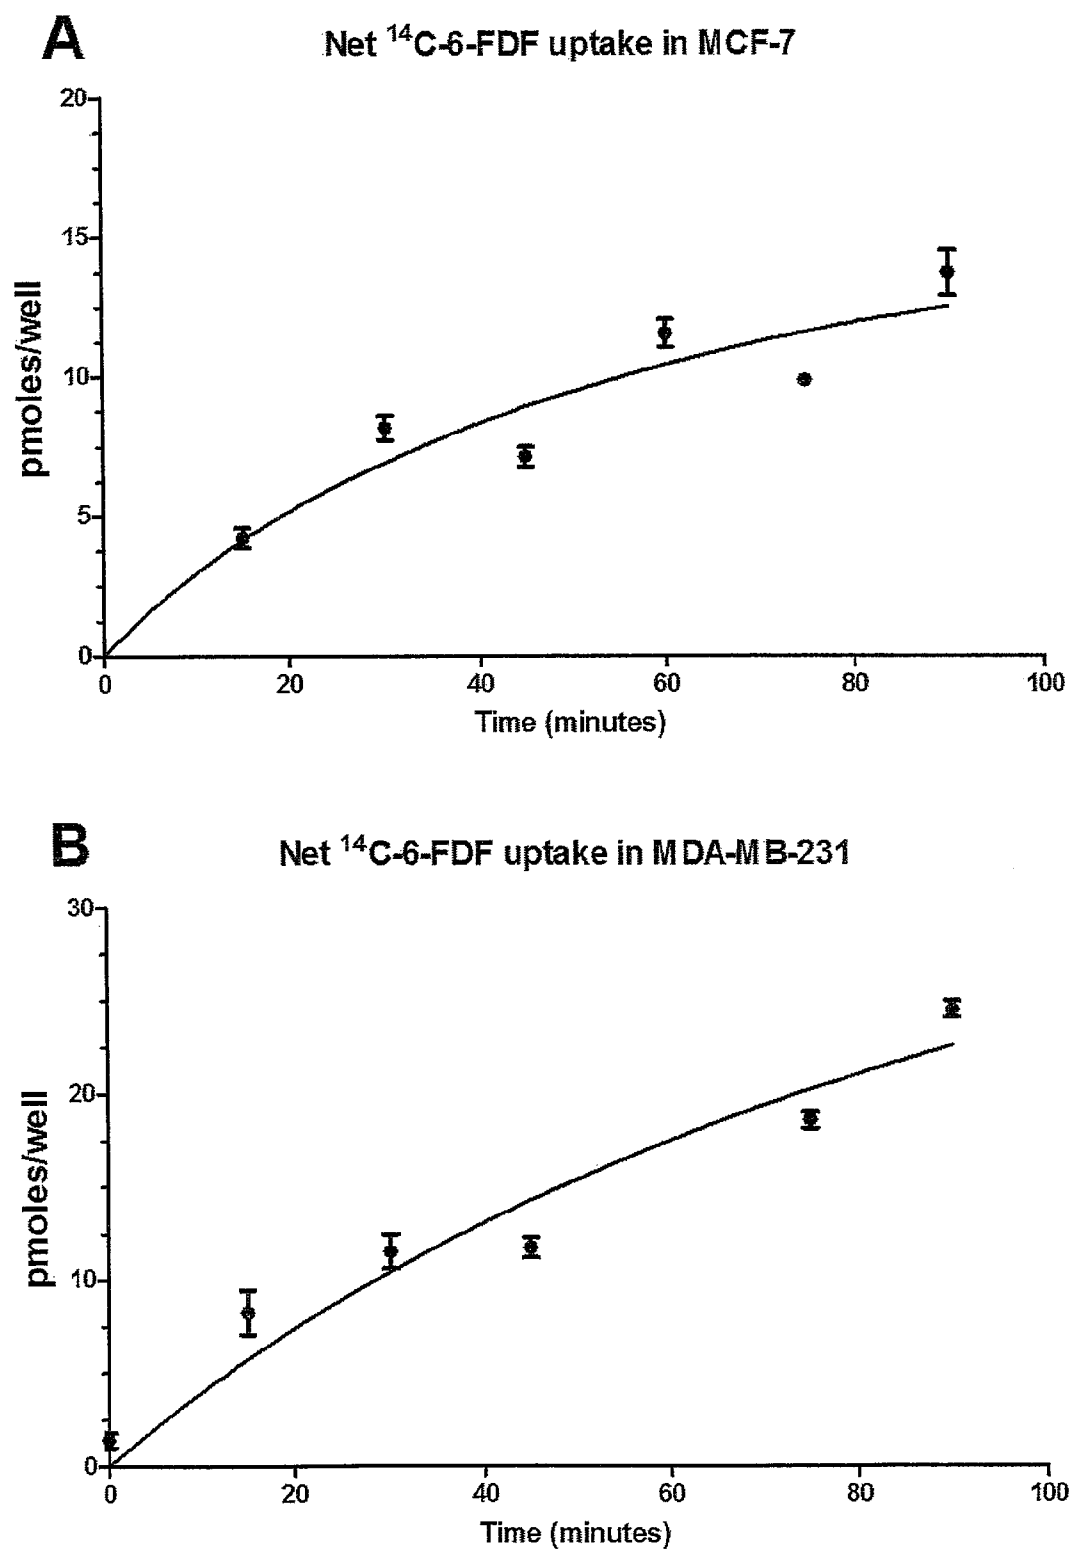 A
Net ¹⁴C-6-FDF uptake in MCF-7
20
15
10
5
0
pmoles/well
0 20 40 60 80 100
Time (minutes)
B
Net ¹⁴C-6-FDF uptake in MDA-MB-231
30
20
10
0
pmoles/well
0 20 40 60 80 100
Time (minutes)